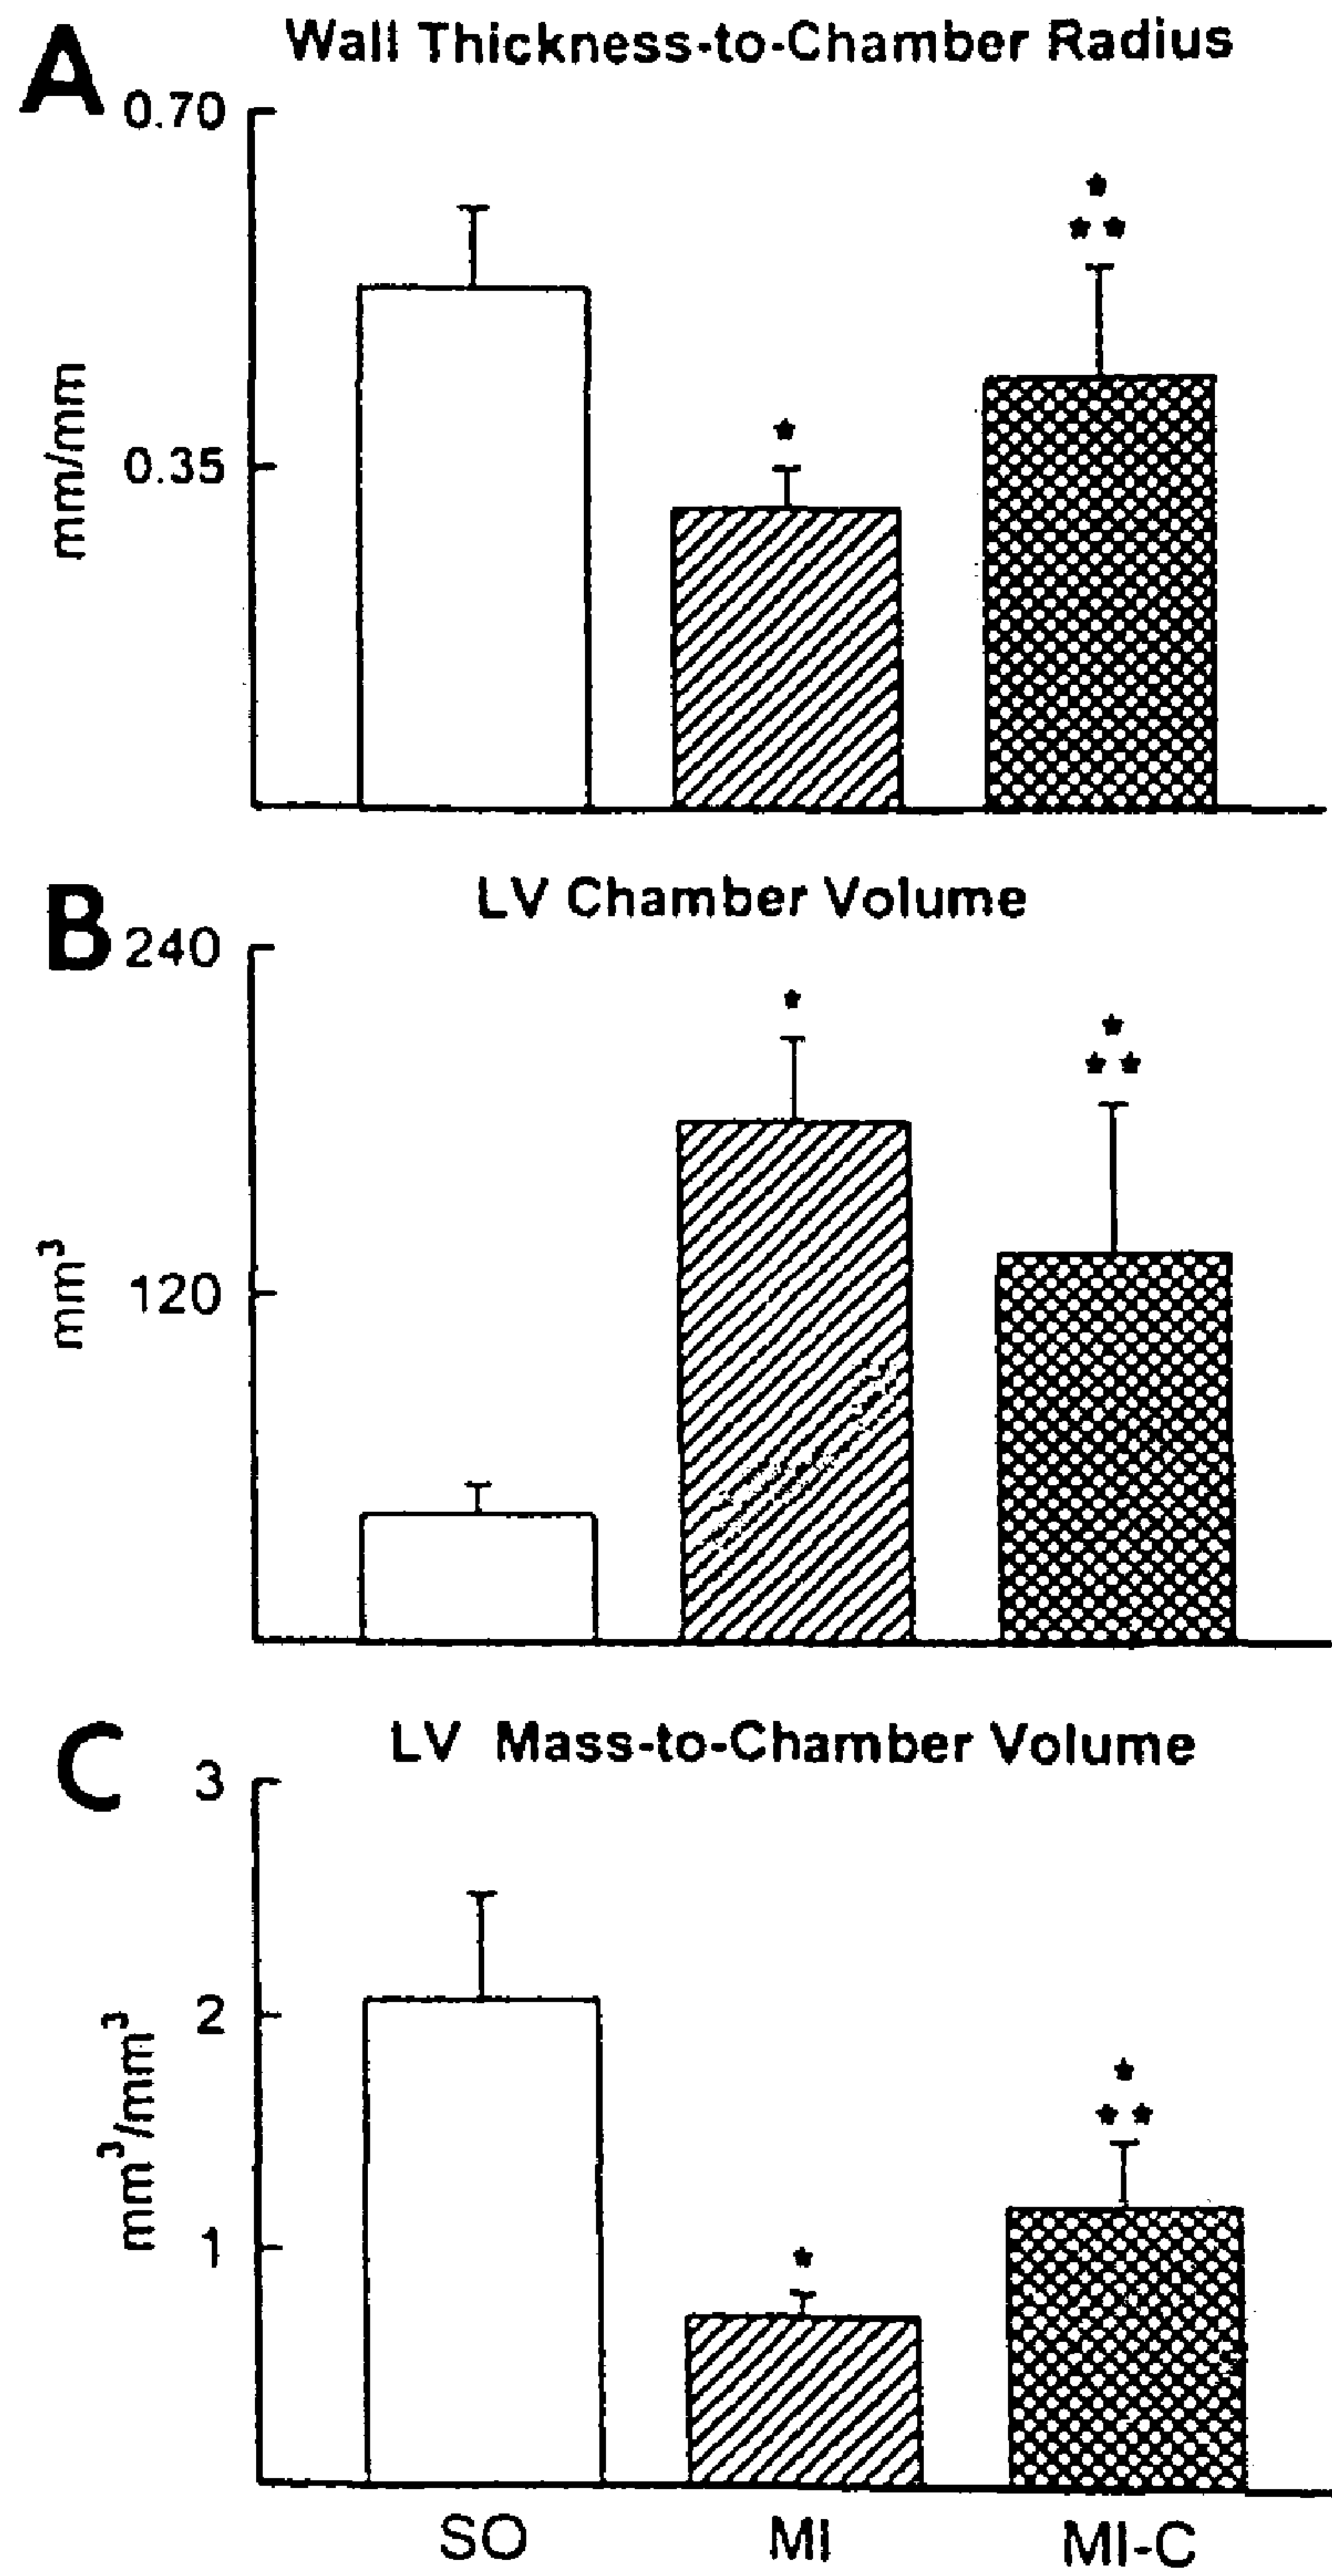 A
Wall Thickness-to-Chamber Radius
0.70
0.35
mm/mm
*
*
* *
B
LV Chamber Volume
240
120
mm³
*
*
* *
C
LV Mass-to-Chamber Volume
3
2
1
mm³/mm³
*
*
* *
SO MI MI-C